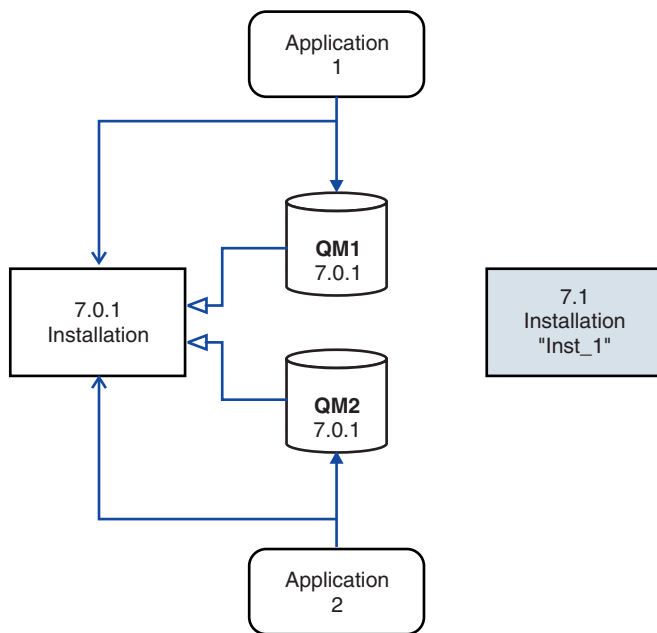 Application
1
QM1
7.0.1
7.0.1
Installation
7.1
Installation
"Inst_1"
QM2
7.0.1
Application
2